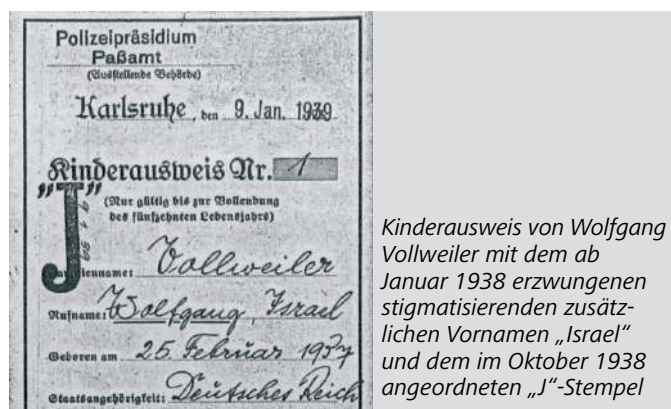 Polizeipräsidium
Paßamt
(Ausstellende Behörde)
Karlsruhe, den 9. Jan. 1939
Kinderausweis Nr. 1
"J"
(Nur gültig bis zur Vollendung
des fünfzehnten Lebensjahrs)
Vollweiler
Rufname: Wolfgang, Israel
Geboren am 25. Februar 1937
Staatsangehörigkeit: Deutsches Reich
Kinderausweis von Wolfgang
Vollweiler mit dem ab
Januar 1938 erzwungenen
stigmatisierenden zusätz-
lichen Vornamen „Israel“
und dem im Oktober 1938
angeordneten „J“-Stempel